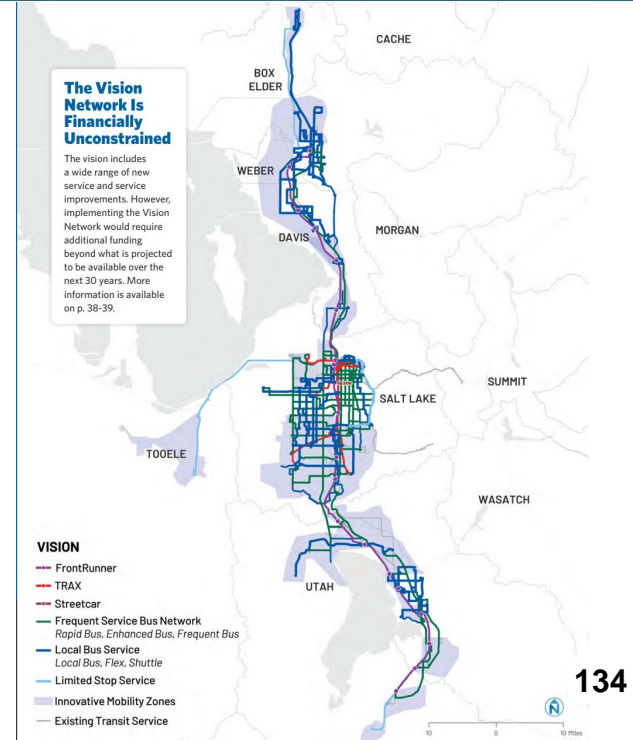 The Vision
Network Is
Financially
Unconstrained
The vision includes
a wide range of new
service and service
improvements. However,
implementing the Vision
Network would require
additional funding
beyond what is projected
to be available over the
next 30 years. More
information is available
on p. 38-39.
CACHE
BOX
ELDER
WEBER
DAVIS
MORGAN
SUMMIT
SALT LAKE
TOOELE
WASATCH
UTAH
VISION
FrontRunner
TRAX
Streetcar
Frequent Service Bus Network
Rapid Bus, Enhanced Bus, Frequent Bus
Local Bus Service
Local Bus, Flex, Shuttle
Limited Stop Service
Innovative Mobility Zones
Existing Transit Service
134
N
10 0 10 Miles